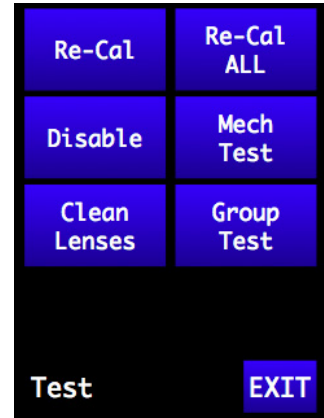 Re-Cal
Re-Cal
ALL
Disable
Mech
Test
Clean
Lenses
Group
Test
Test
EXIT